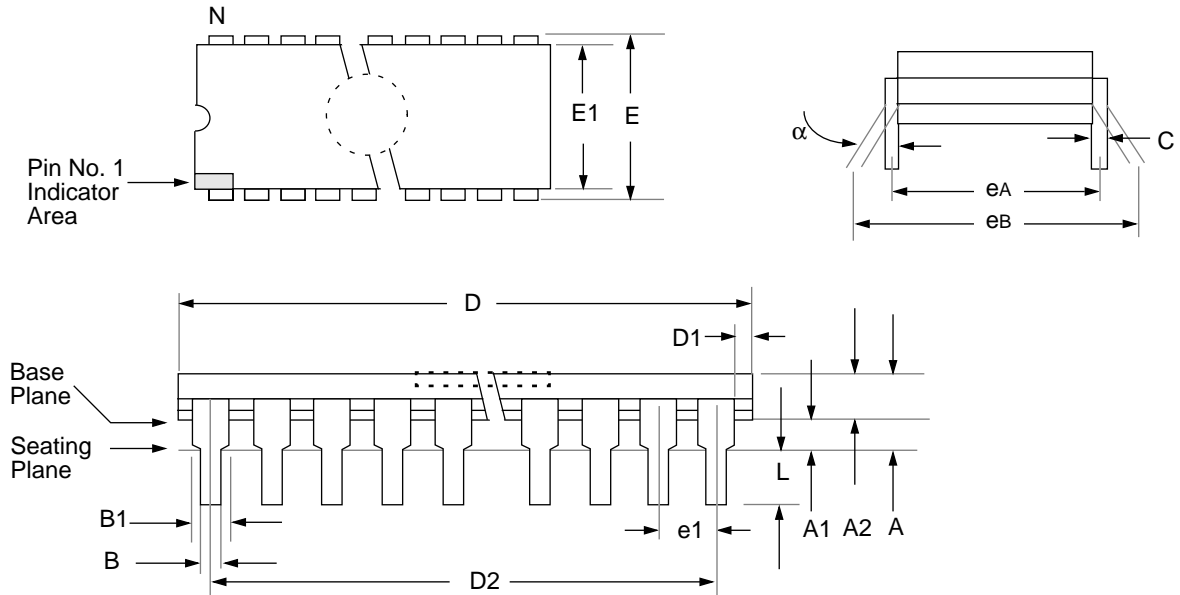 N
E1
E
α
C
Pin No. 1
Indicator
Area
eA
eB
D
D1
Base
Plane
Seating
Plane
L
B1
e1
A1
A2
A
B
D2